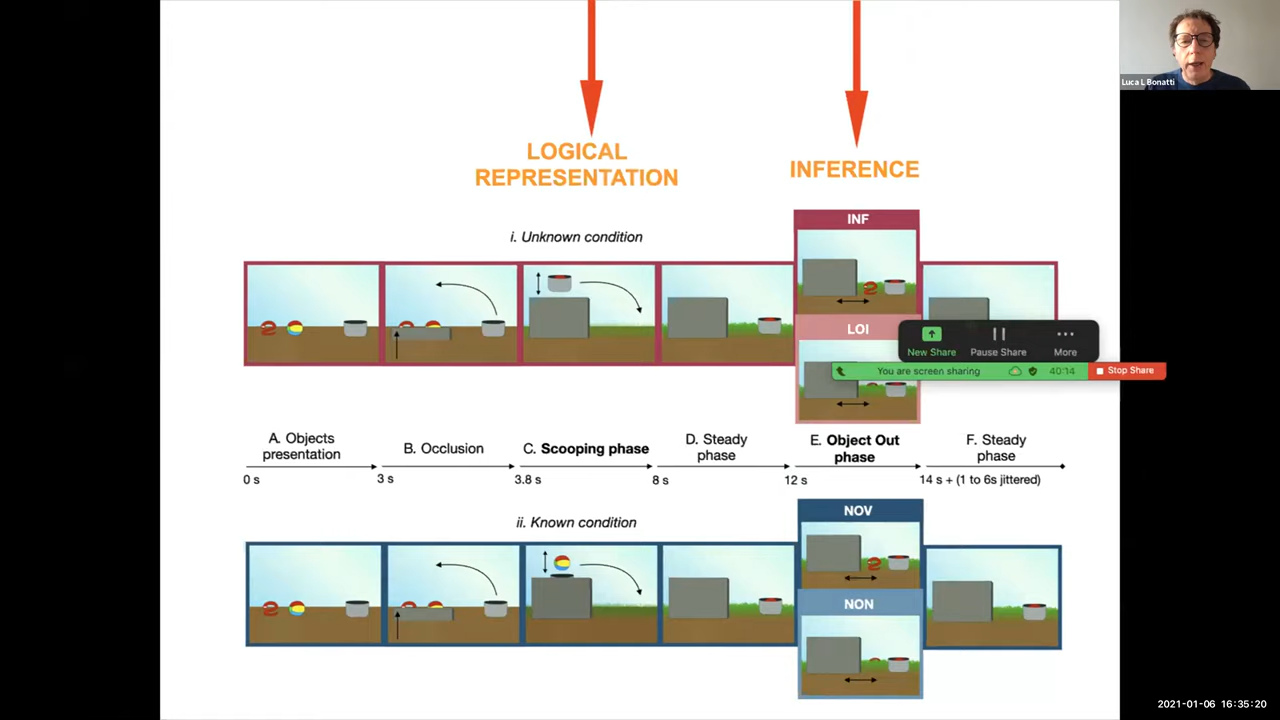 Luca L Bonatti
LOGICAL
REPRESENTATION
INFERENCE
INF
i. Unknown condition
LOI
New Share
Pause Share
More
You are screen sharing
40:14
Stop Share
A. Objects
presentation
B. Occlusion
C. Scooping phase
D. Steady
phase
E. Object Out
phase
F. Steady
phase
0 s
3 s
3.8 s
8 s
12 s
14 s + (1 to 6s jittered)
ii. Known condition
NOV
NON
2021-01-06 16:35:20